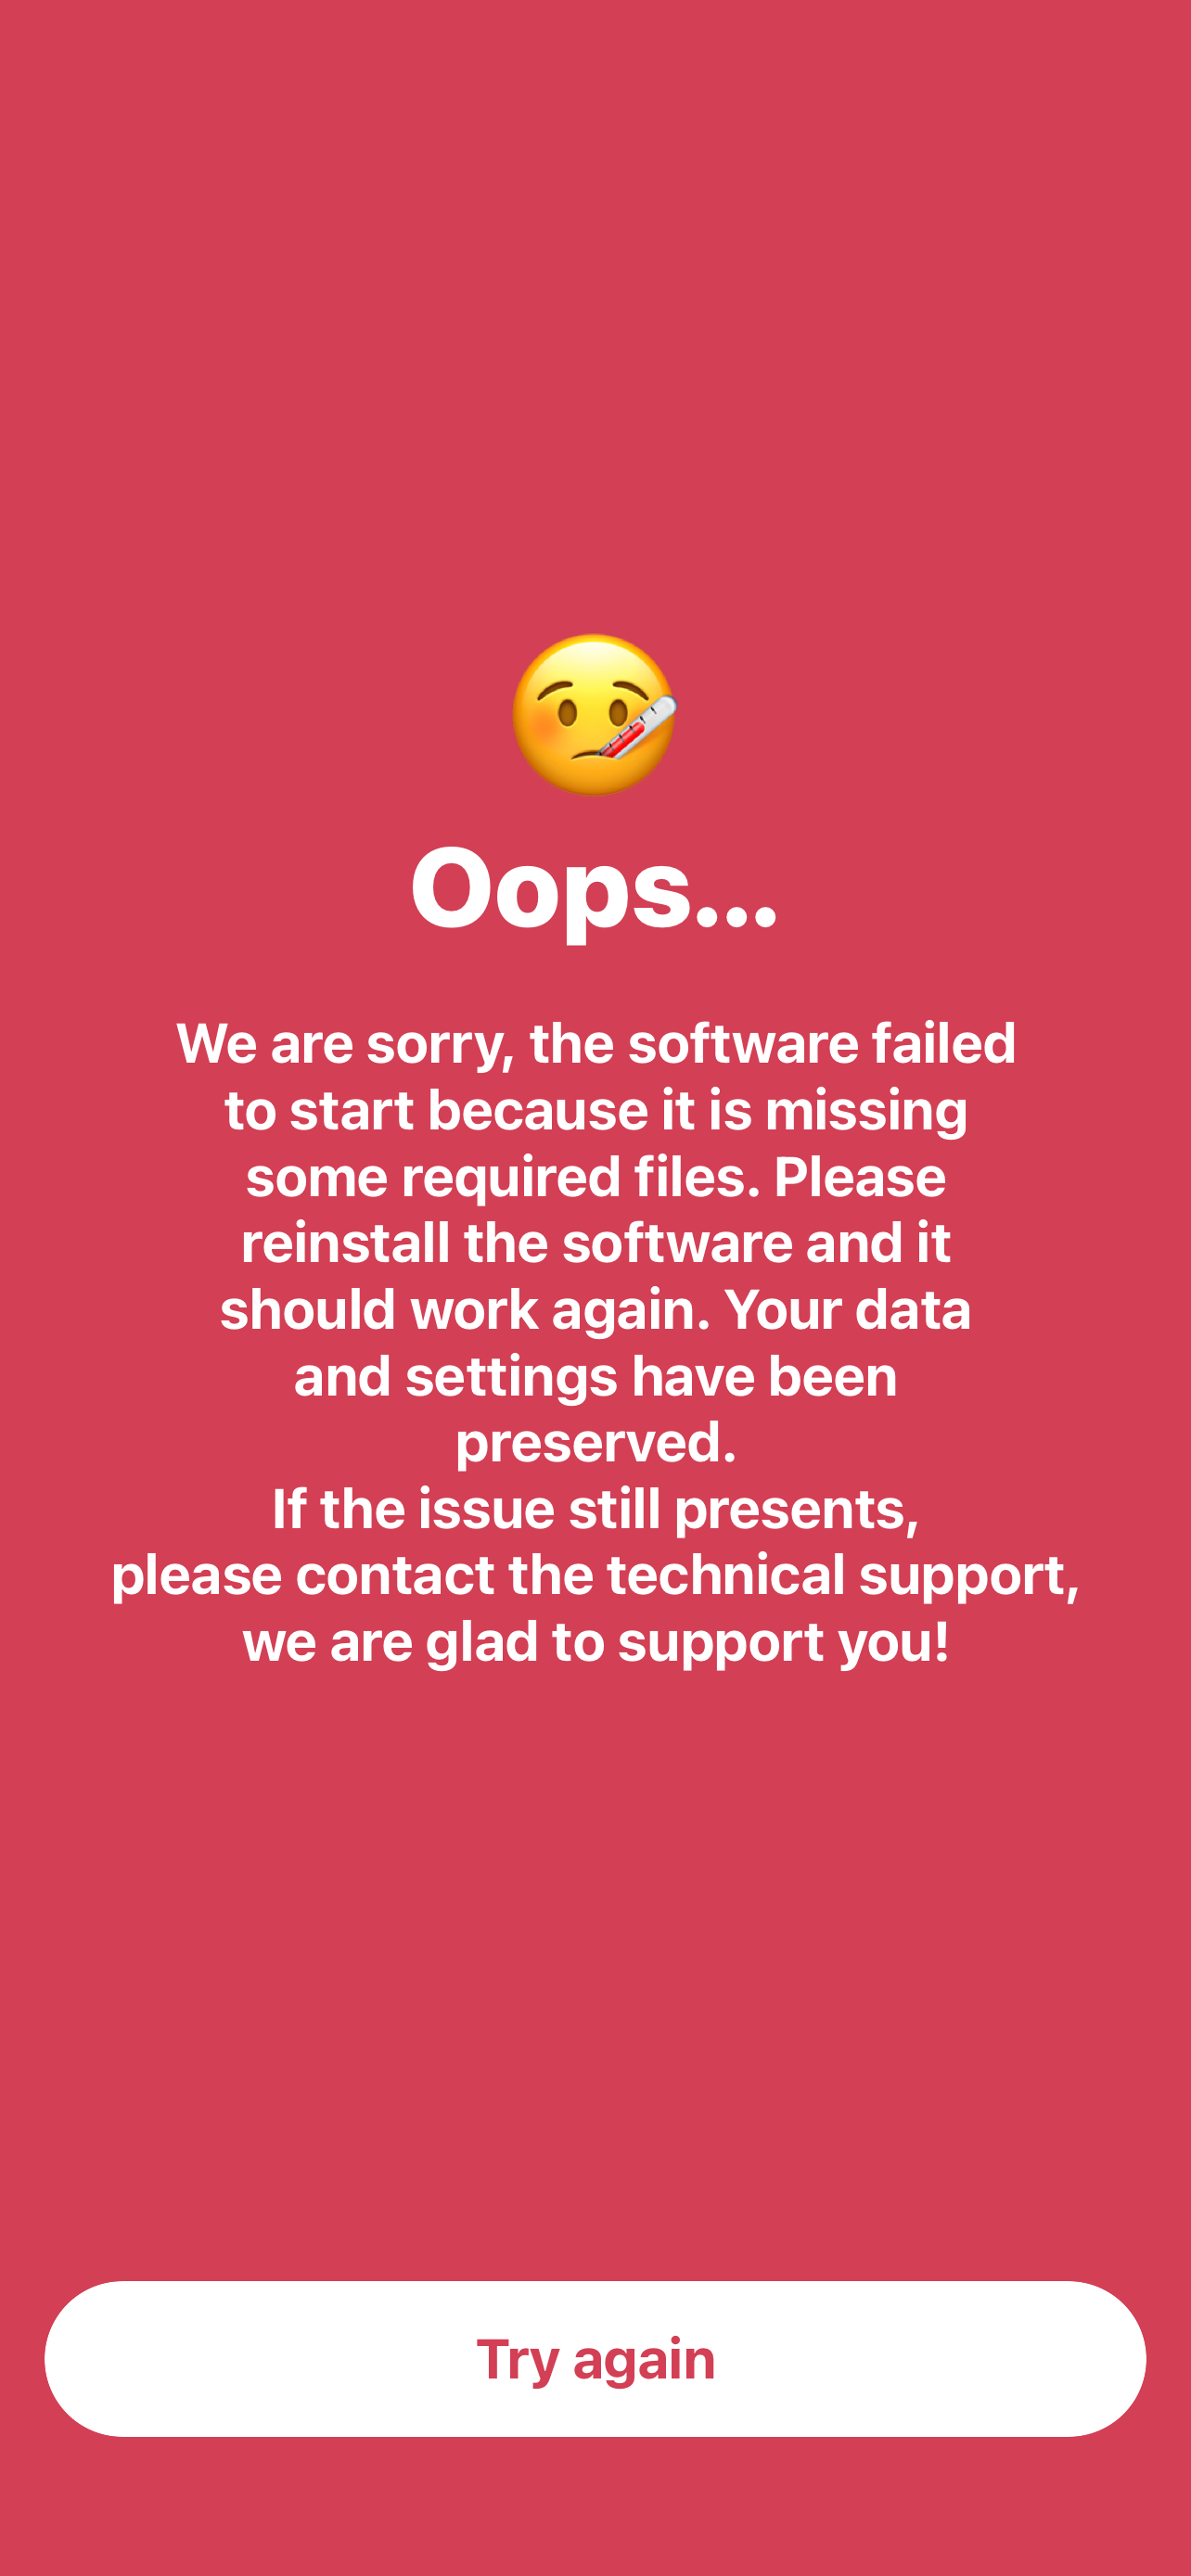 Oops...
We are sorry, the software failed
to start because it is missing
some required files. Please
reinstall the software and it
should work again. Your data
and settings have been
preserved.
If the issue still presents,
please contact the technical support,
we are glad to support you!
Try again